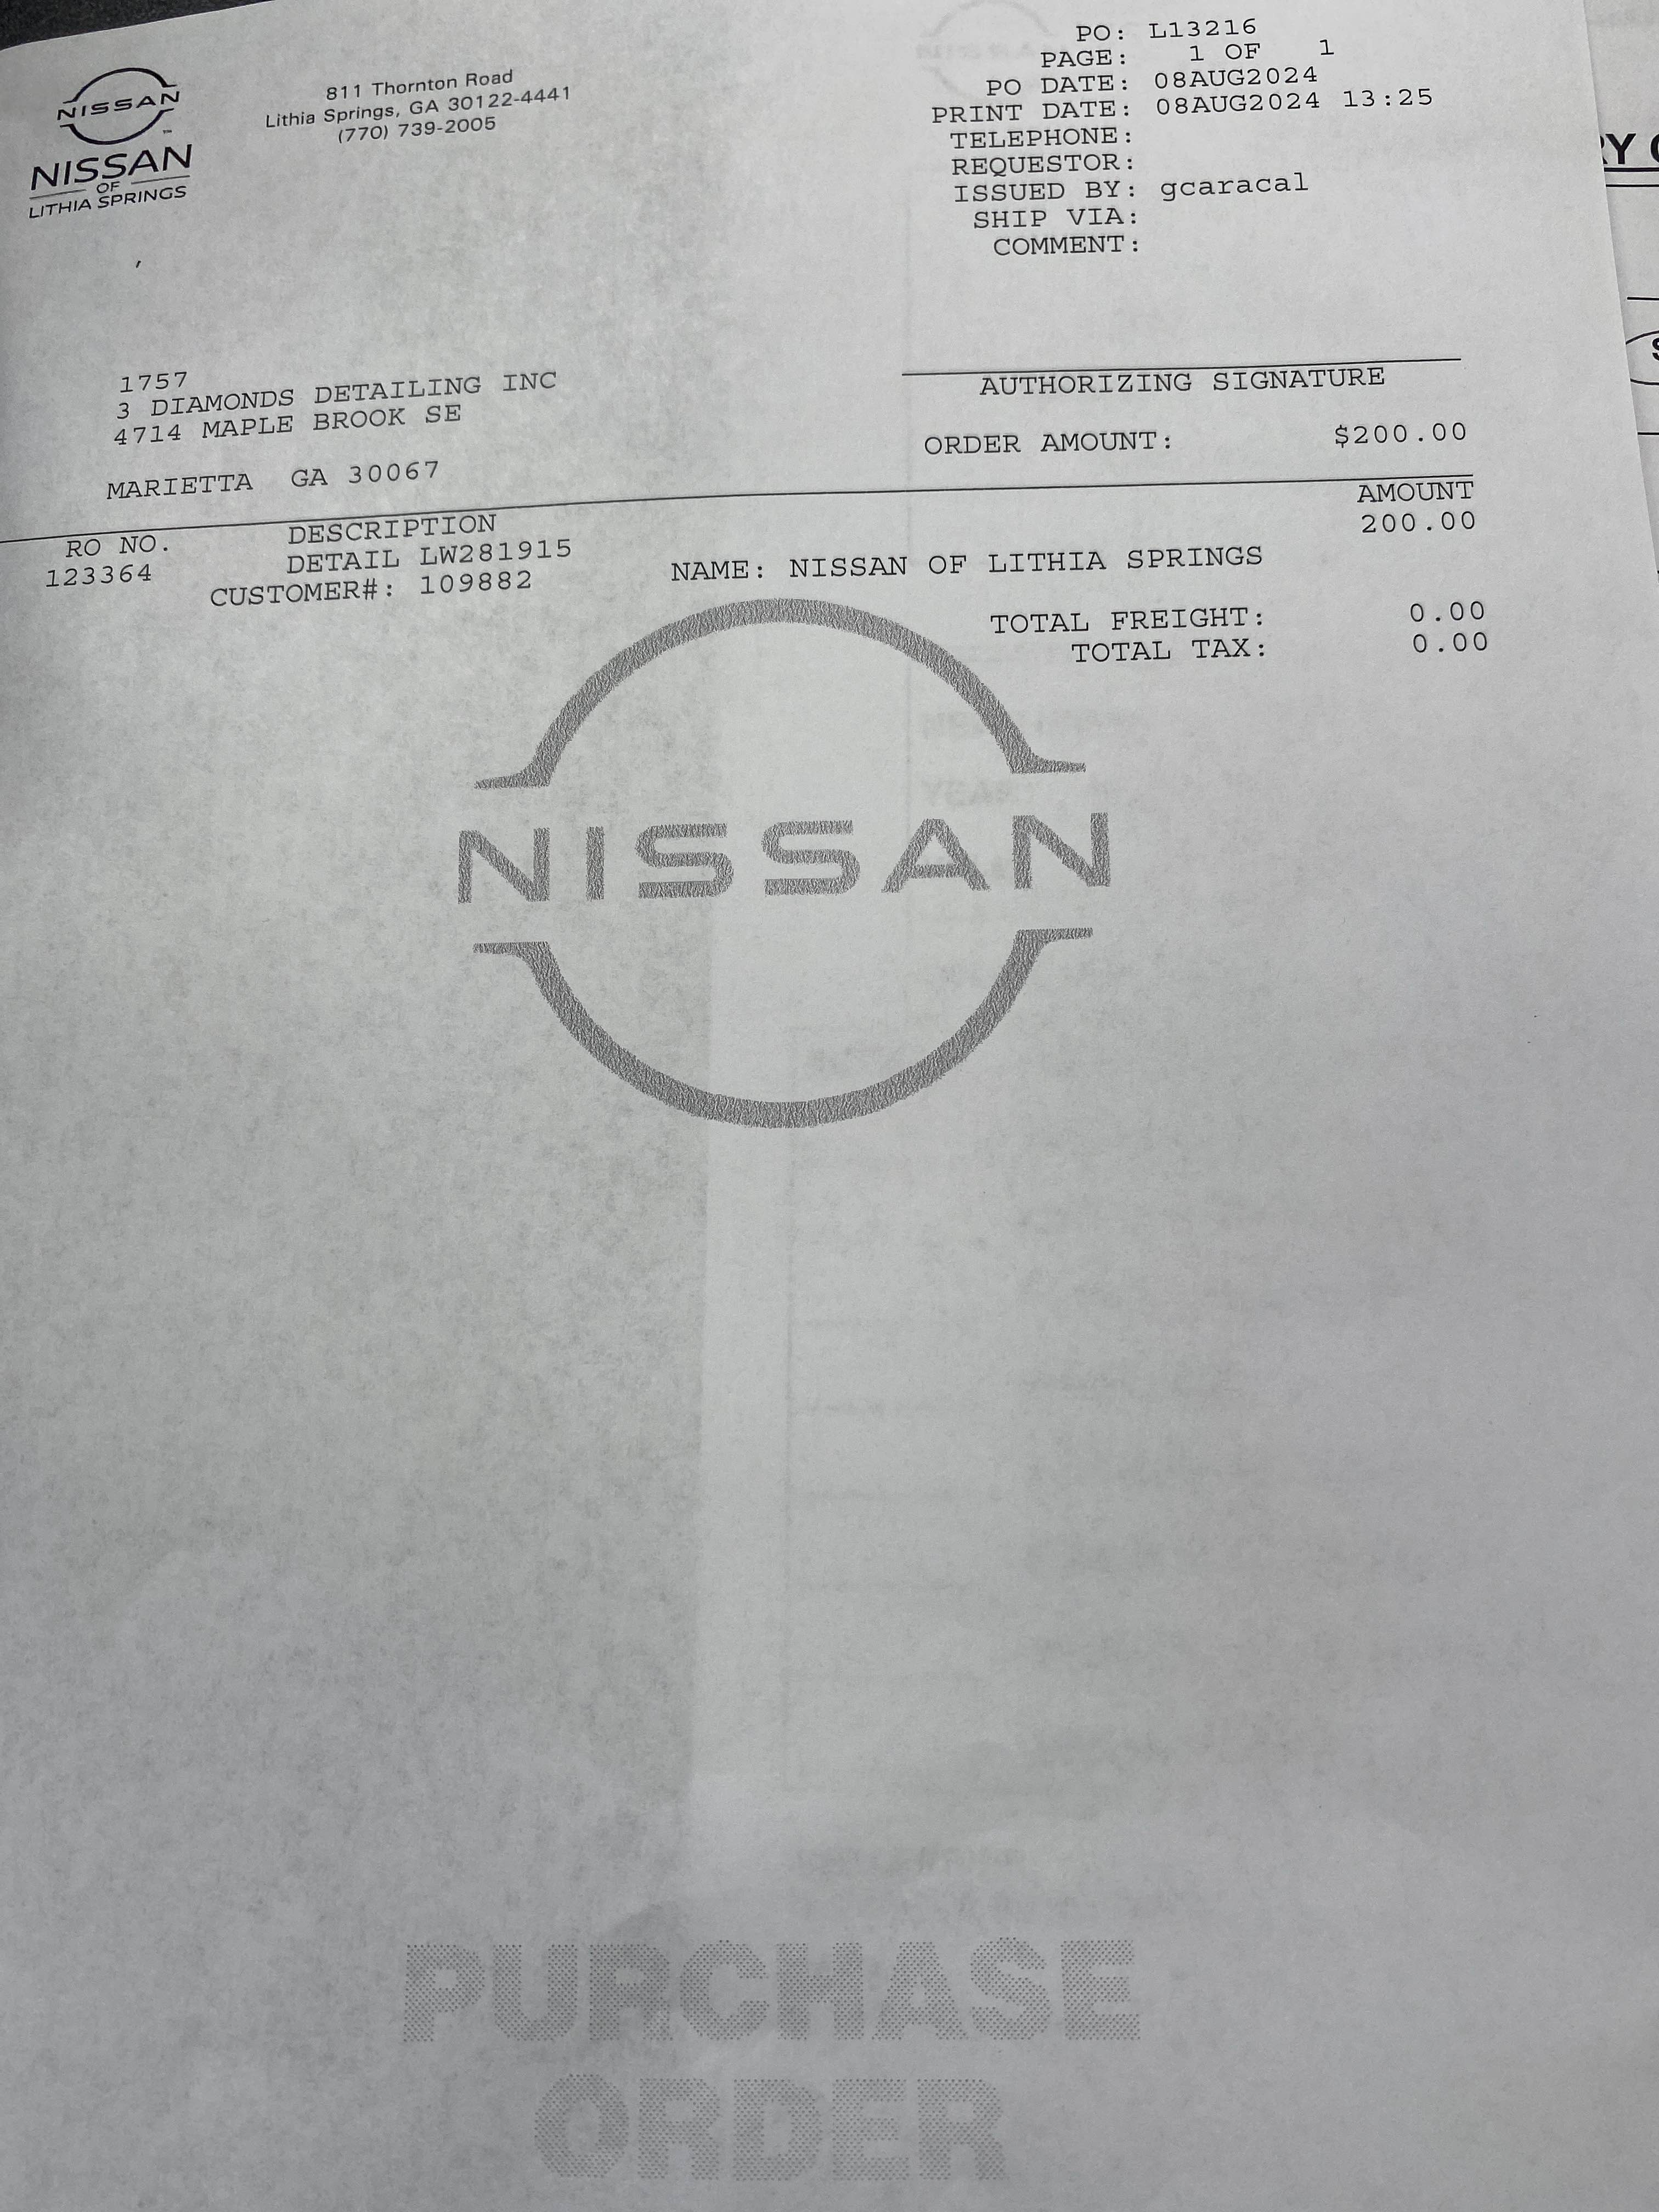 NISSAN
NISSAN
OF
LITHIA SPRINGS
811 Thornton Road
Lithia Springs, GA 30122-4441
(770) 739-2005
PO: L13216
PAGE: 1 OF 1
PO DATE: 08AUG2024
PRINT DATE: 08AUG2024 13:25
TELEPHONE:
REQUESTOR:
ISSUED BY: gcaracal
SHIP VIA:
COMMENT:
1757
3 DIAMONDS DETAILING INC
4714 MAPLE BROOK SE
MARIETTA GA 30067
AUTHORIZING SIGNATURE
ORDER AMOUNT: $200.00
RO NO. DESCRIPTION AMOUNT
123364 DETAIL LW281915 200.00
CUSTOMER#: 109882 NAME: NISSAN OF LITHIA SPRINGS
TOTAL FREIGHT: 0.00
TOTAL TAX: 0.00
NISSAN
PURCHASE
ORDER